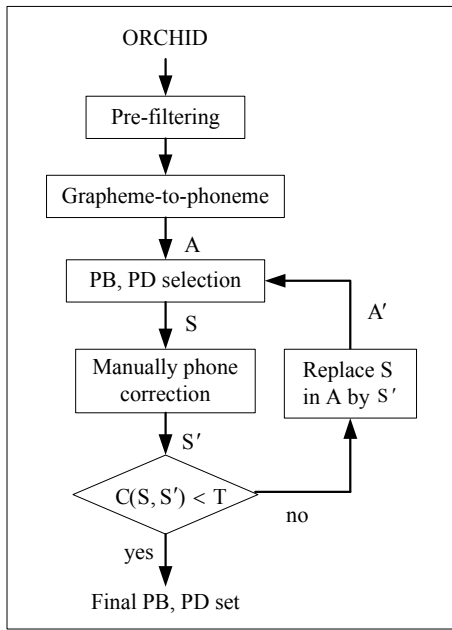 ORCHID
Pre-filtering
Grapheme-to-phoneme
A
PB, PD selection
S
A′
Manually phone
correction
Replace S
in A by S′
S′
C(S, S′) < T
no
yes
Final PB, PD set